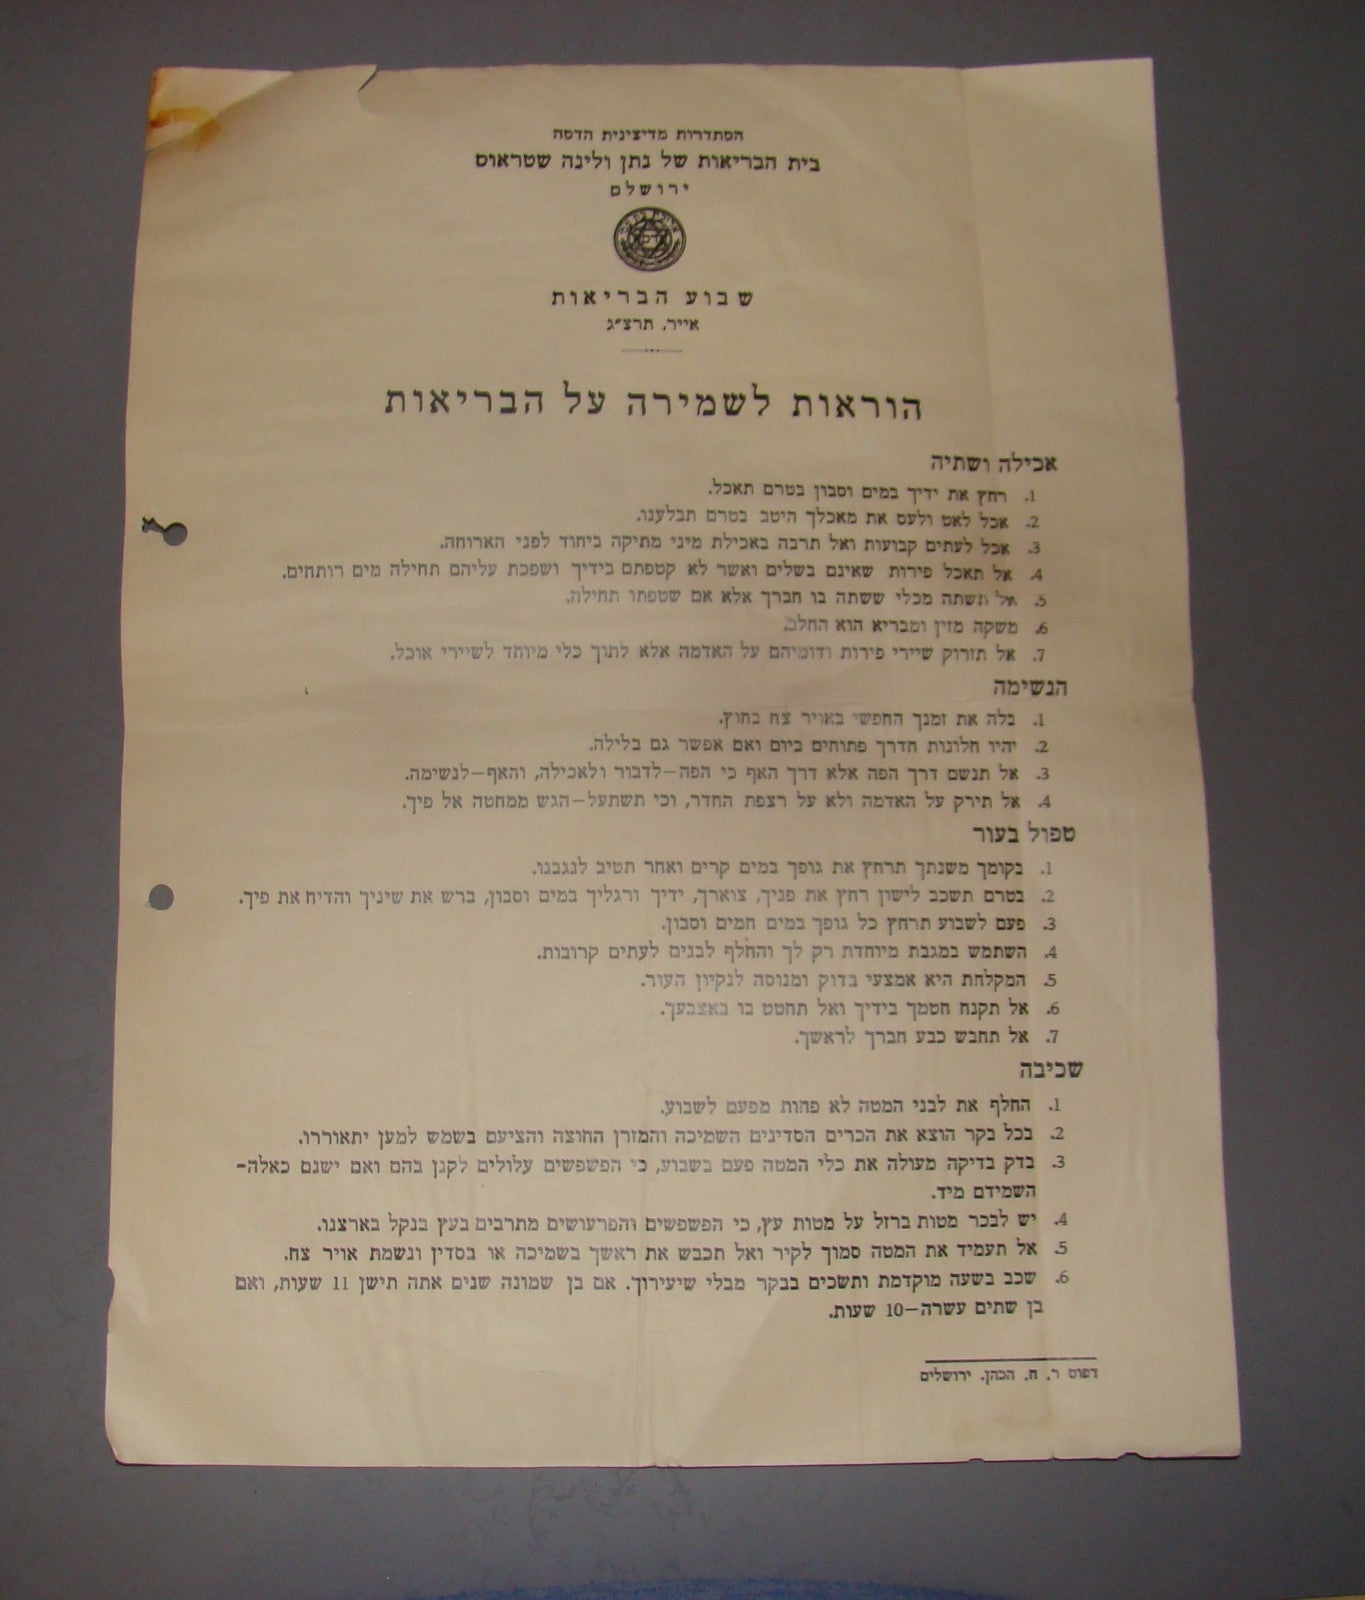 הסתדרות מדיצינית הדסה
בית הבריאות של נתן ולינה שטראוס
ירושלם
שבוע הבריאות
אייר, תרצ״ג
הוראות לשמירה על הבריאות
אכילה ושתיה
1. רחץ את ידיך במים וסבון בטרם תאכל.
2. אכל לאט ולעס את מאכלך היטב בטרם תבלענו.
3. אכל לעתים קבועות ואל תרבה באכילת מיני מתיקה ביחוד לפני הארוחה.
4. אל תאכל פירות שאינם בשלים ואשר לא קטפתם בידיך ושפכת עליהם תחילה מים רותחים.
5. אל תשתה מכלי ששתה בו חברך אלא אם שטפתו תחילה.
6. משקה מזין ומבריא הוא החלב.
7. אל תזרוק שיירי פירות ודומיהם על האדמה אלא לתוך כלי מיוחד לשיירי אוכל.
הנשימה
1. בלה את זמנך החפשי באויר צח בחוץ.
2. יהיו חלונות חדרך פתוחים ביום ואם אפשר גם בלילה.
3. אל תנשם דרך הפה אלא דרך האף כי הפה—לדבור ולאכילה, והאף—לנשימה.
4. אל תירק על האדמה ולא על רצפת החדר, וכי תשתעל—הגש ממחטה אל פיך.
טפול בעור
1. בקומך משנתך תרחץ את גופך במים קרים ואחר תטיב לנגבנו.
2. בטרם תשכב לישון רחץ את פניך, צוארך, ידיך ורגליך במים וסבון, ברש את שיניך והדיח את פיך.
3. פעם לשבוע תרחץ כל גופך במים חמים וסבון.
4. השתמש במגבת מיוחדת רק לך והחלף לבנים לעתים קרובות.
5. המקלחת היא אמצעי בדוק ומנוסה לנקיון העור.
6. אל תקנח חטמך בידיך ואל תחטט בו באצבעך.
7. אל תחבש כבע חברך לראשך.
שכיבה
1. החלף את לבני המטה לא פחות מפעם לשבוע.
2. בכל בקר הוצא את הכרים הסדינים השמיכה והמזרן החוצה והציעם בשמש למען יתאוררו.
3. בדק בדיקה מעולה את כלי המטה פעם בשבוע, כי הפשפשים עלולים לקנן בהם ואם ישנם כאלה-
השמידם מיד.
4. יש לבכר מטות ברזל על מטות עץ, כי הפשפשים והפרעושים מתרבים בעץ בנקל בארצנו.
5. אל תעמיד את המטה סמוך לקיר ואל תכבש את ראשך בשמיכה או בסדין ונשמת אויר צח.
6. שכב בשעה מוקדמת ותשכים בבקר מבלי שיעירוך. אם בן שמונה שנים אתה תישן 11 שעות, ואם
בן שתים עשרה—10 שעות.
דפוס ר. ח. הכהן, ירושלים